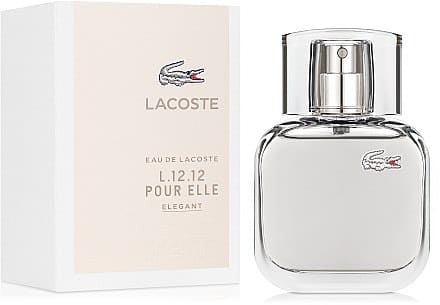 LACOSTE
EAU DE LACOSTE
L.12.12
POUR ELLE
ELEGANT